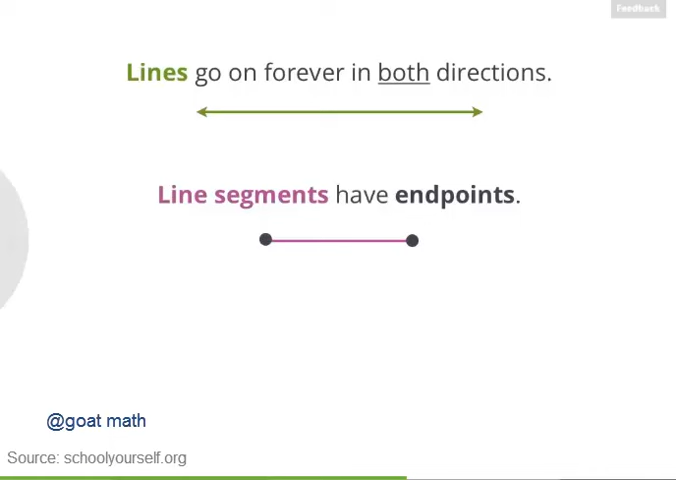 Feedback
Lines go on forever in both directions.
Line segments have endpoints.
@goat math
Source: schoolyourself.org